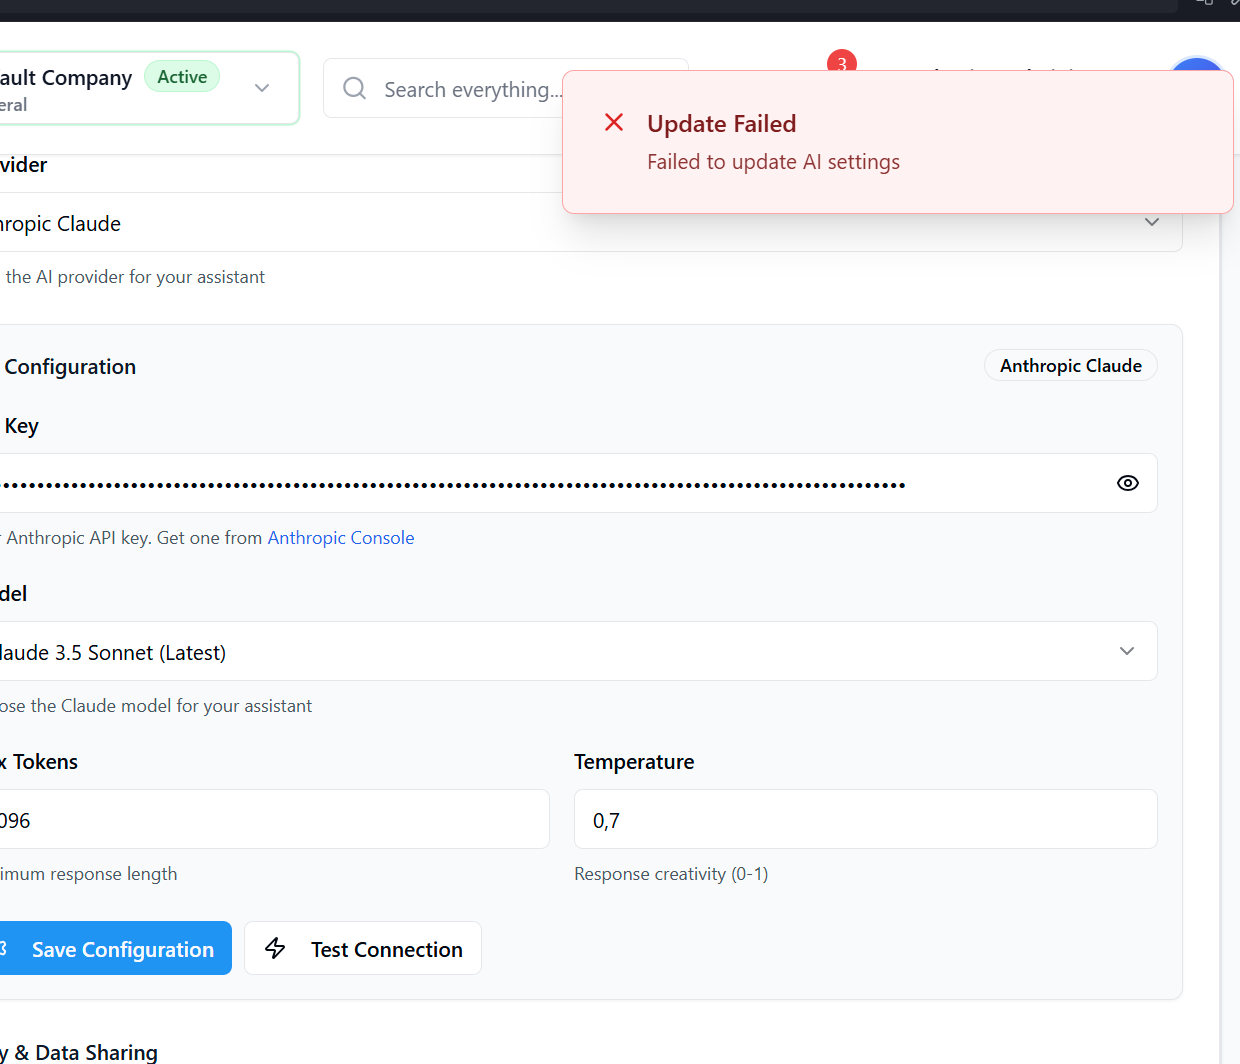 ault Company
Active
eral
Search everything...
3
Update Failed
Failed to update AI settings
vider
hropic Claude
the AI provider for your assistant
Configuration
Anthropic Claude
Key
r Anthropic API key. Get one from Anthropic Console
del
laude 3.5 Sonnet (Latest)
ose the Claude model for your assistant
x Tokens
Temperature
096
0,7
imum response length
Response creativity (0-1)
Save Configuration
Test Connection
y & Data Sharing